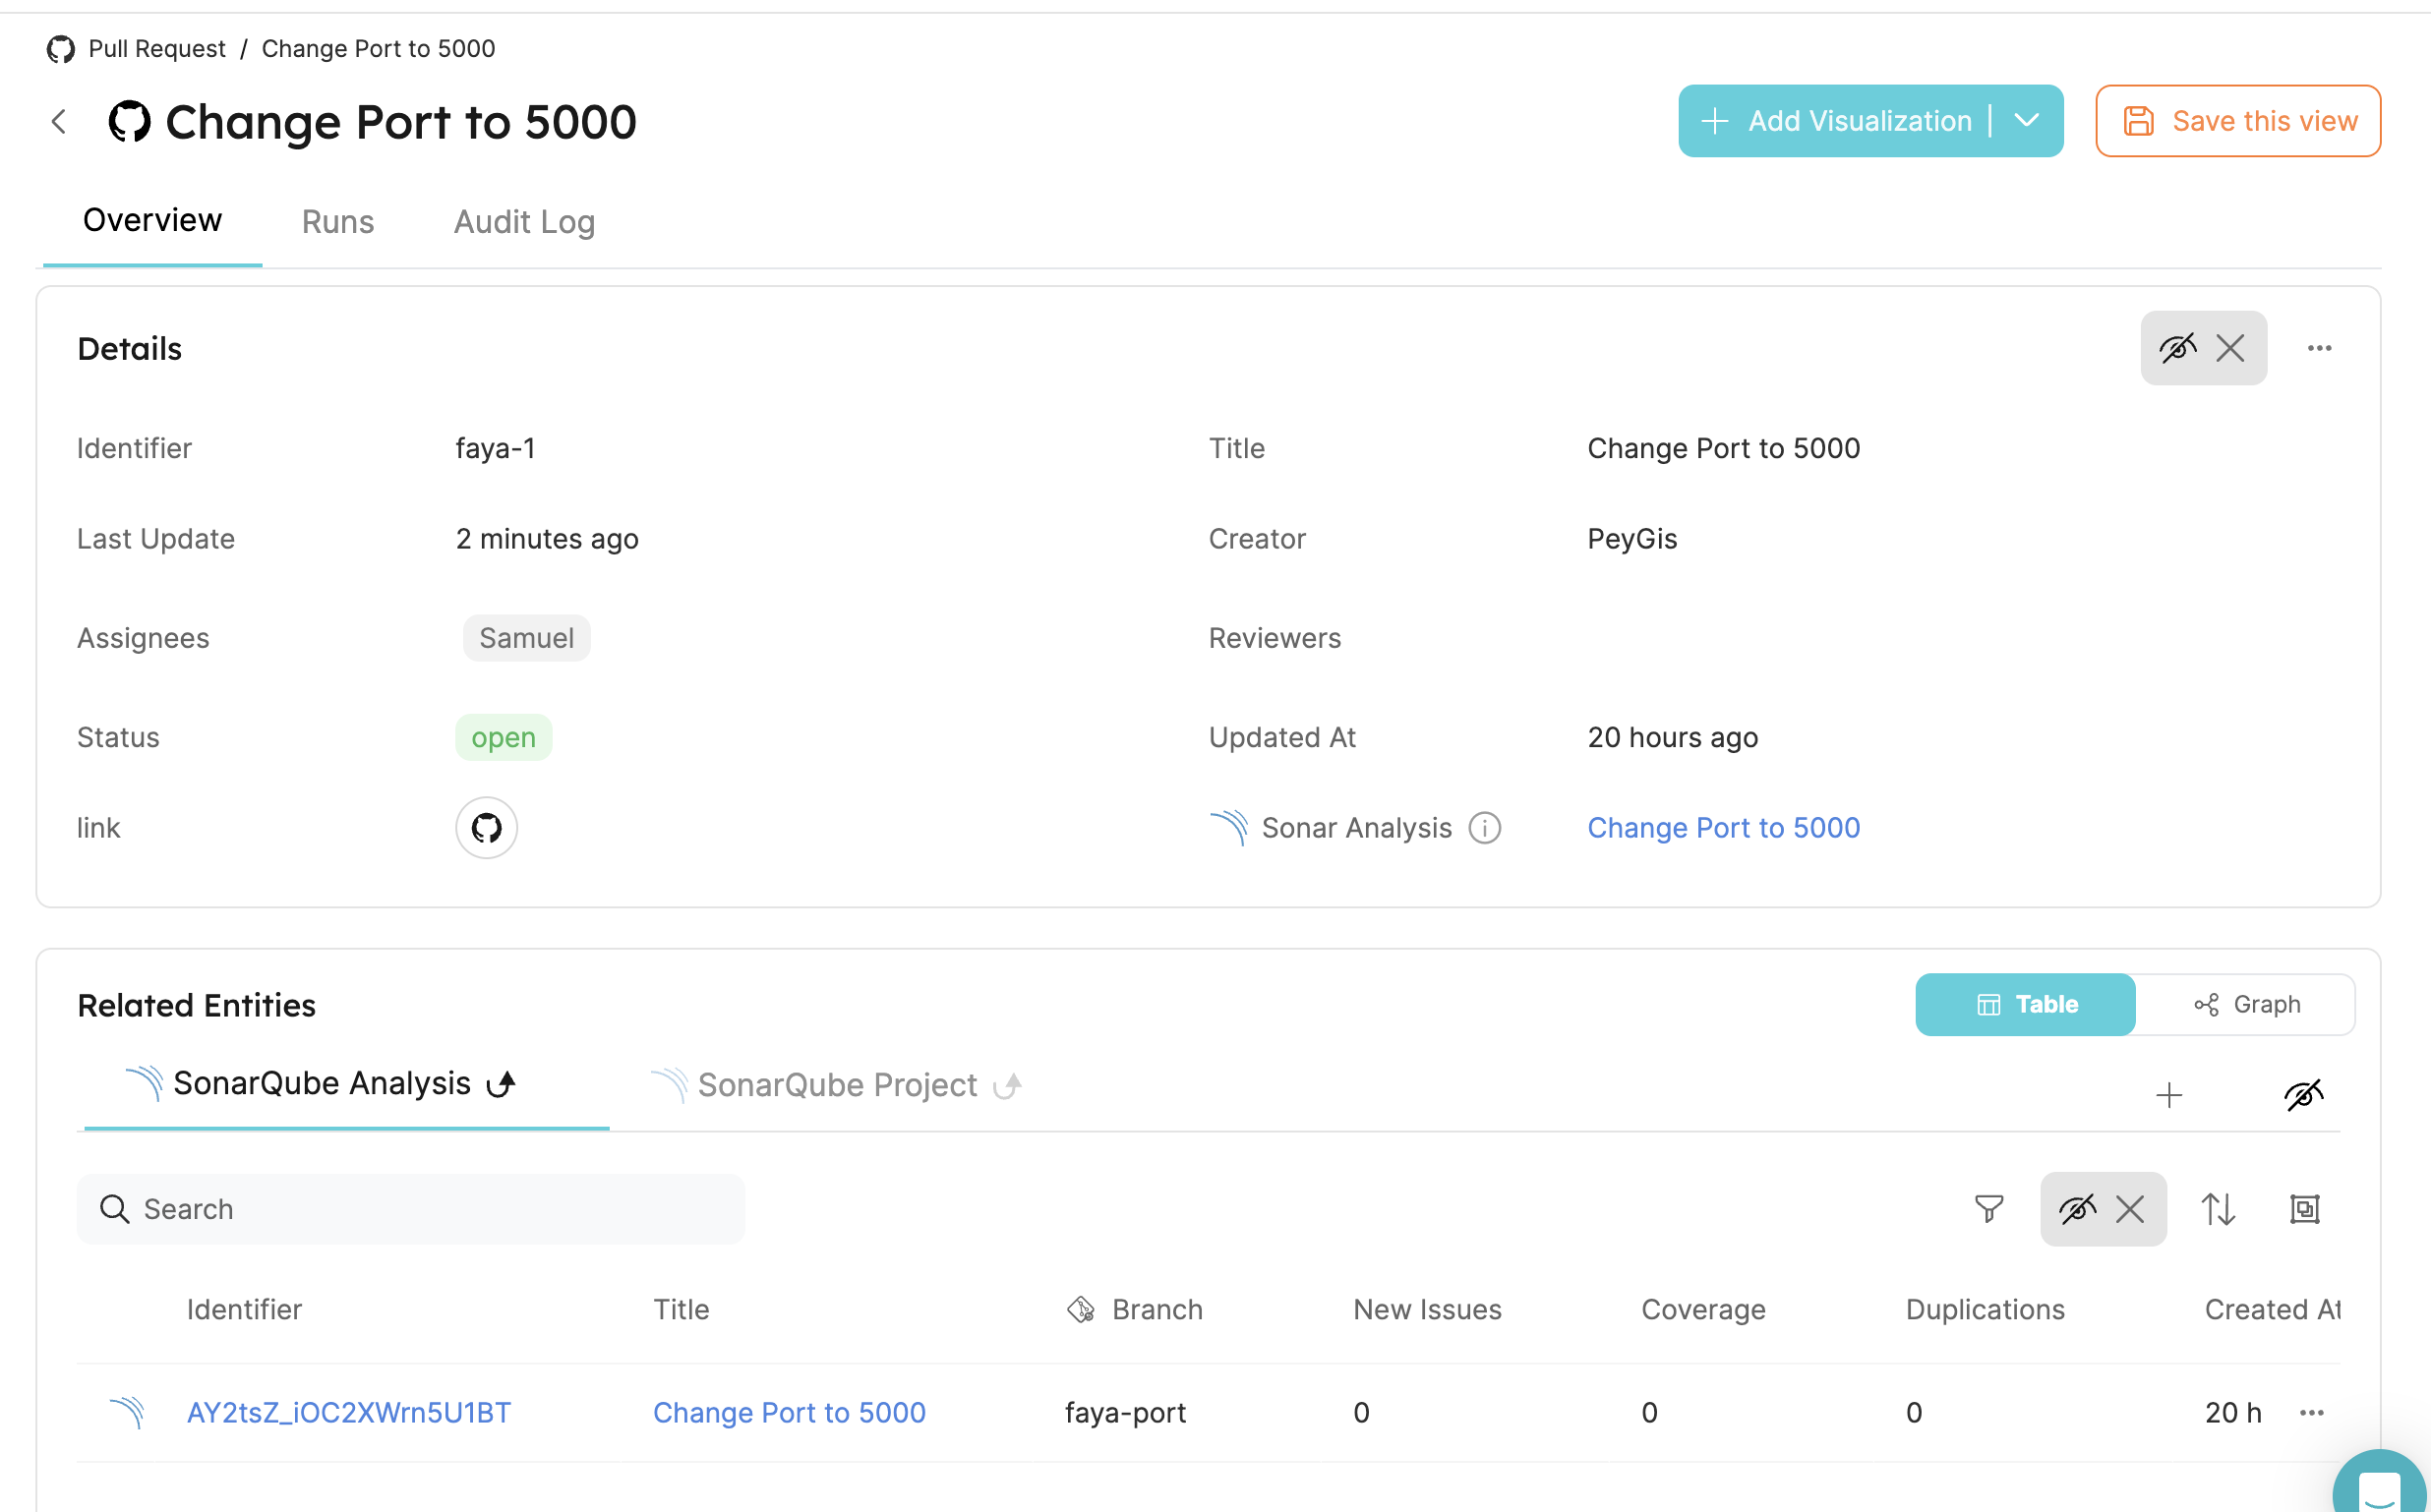 Pull Request / Change Port to 5000
Change Port to 5000
Add Visualization
Save this view
Overview Runs Audit Log
Details
Identifier faya-1 Title Change Port to 5000
Last Update 2 minutes ago Creator PeyGis
Assignees Samuel Reviewers
Status open Updated At 20 hours ago
link Sonar Analysis Change Port to 5000
Related Entities Table Graph
SonarQube Analysis SonarQube Project
Search
Identifier Title Branch New Issues Coverage Duplications Created At
AY2tsZ_iOC2XWrn5U1BT Change Port to 5000 faya-port 0 0 0 20 h